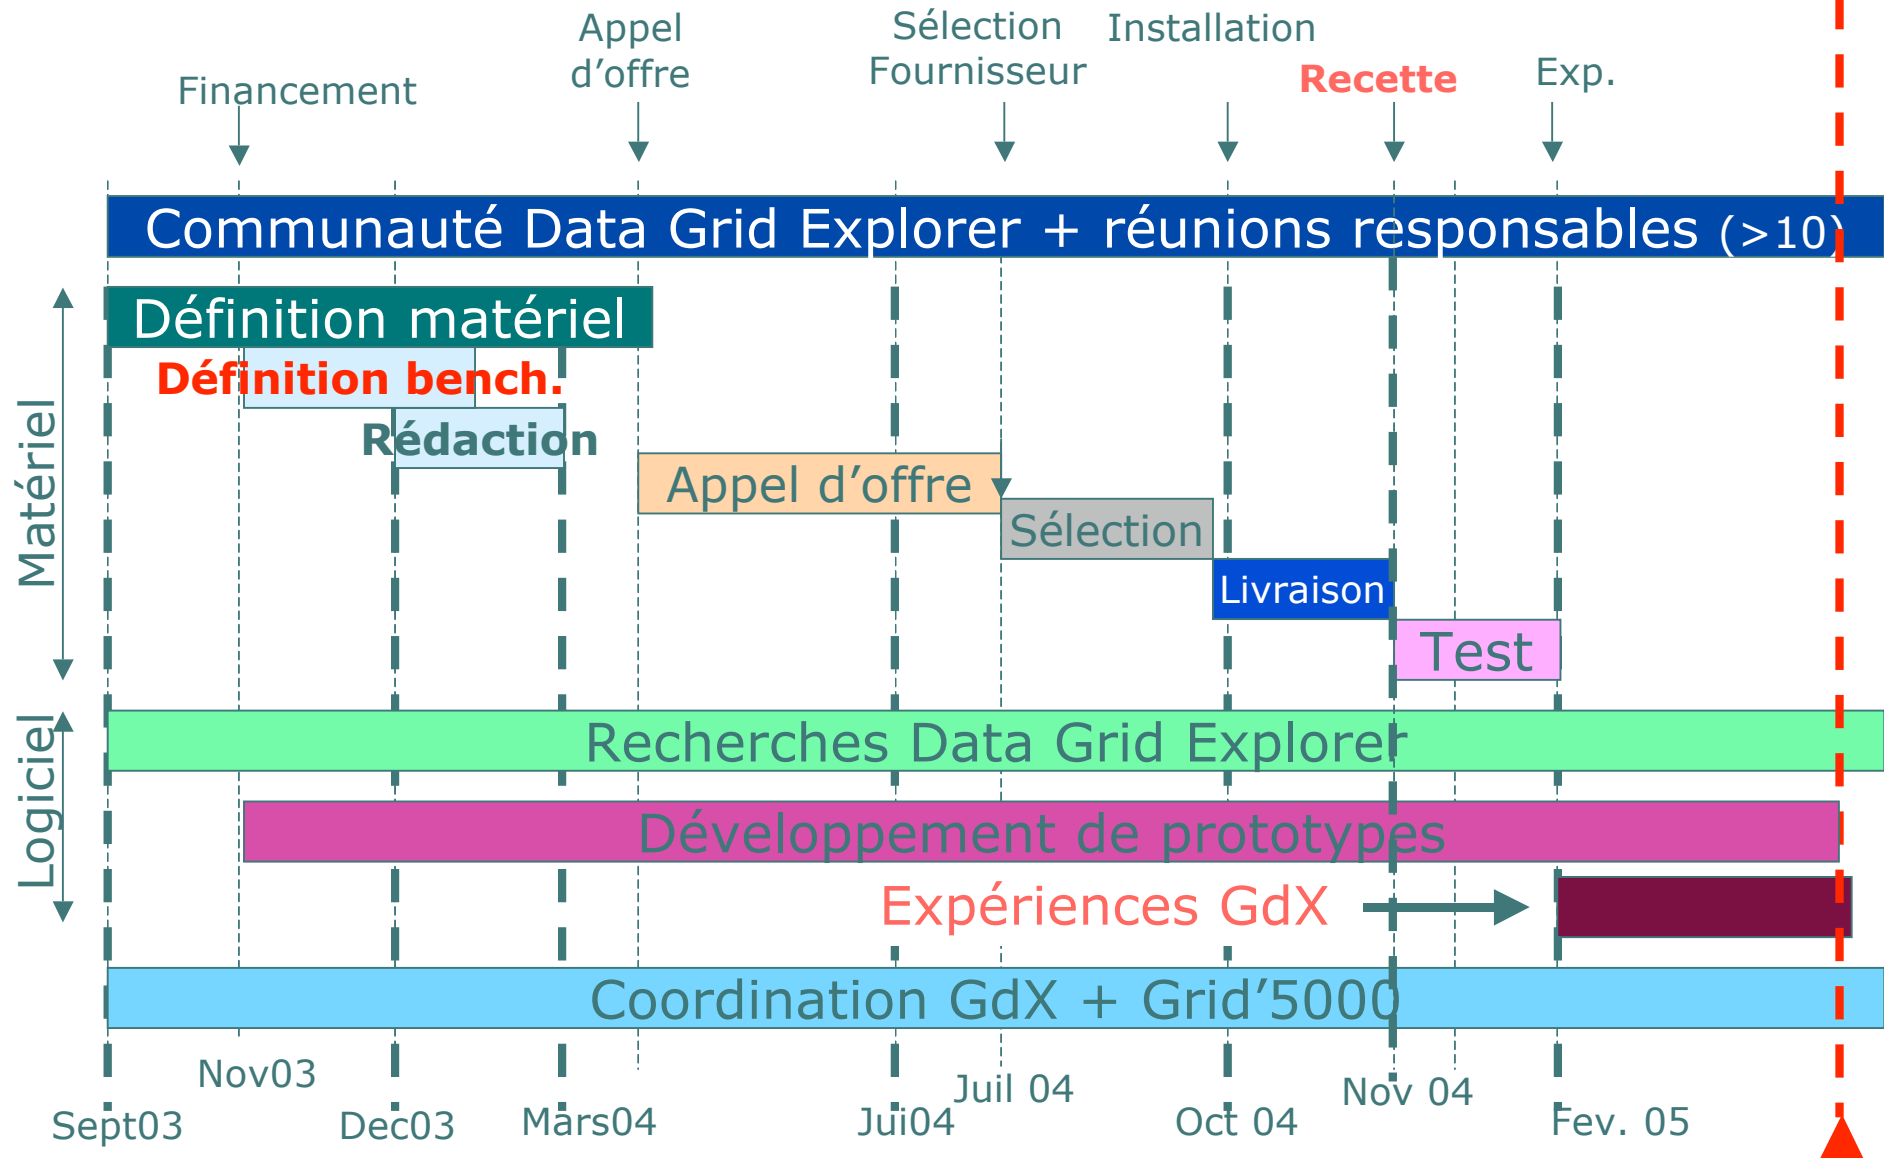 Appel
d’offre
Sélection
Fournisseur
Installation
Financement
Recette
Exp.
Communauté Data Grid Explorer + réunions responsables (>10)
Définition matériel
Définition bench.
Rédaction
Appel d’offre
Sélection
Livraison
Test
Matériel
Recherches Data Grid Explorer
Développement de prototypes
Expériences GdX
Logiciel
Coordination GdX + Grid’5000
Nov03
Juil 04
Nov 04
Sept03
Dec03
Mars04
Jui04
Oct 04
Fev. 05